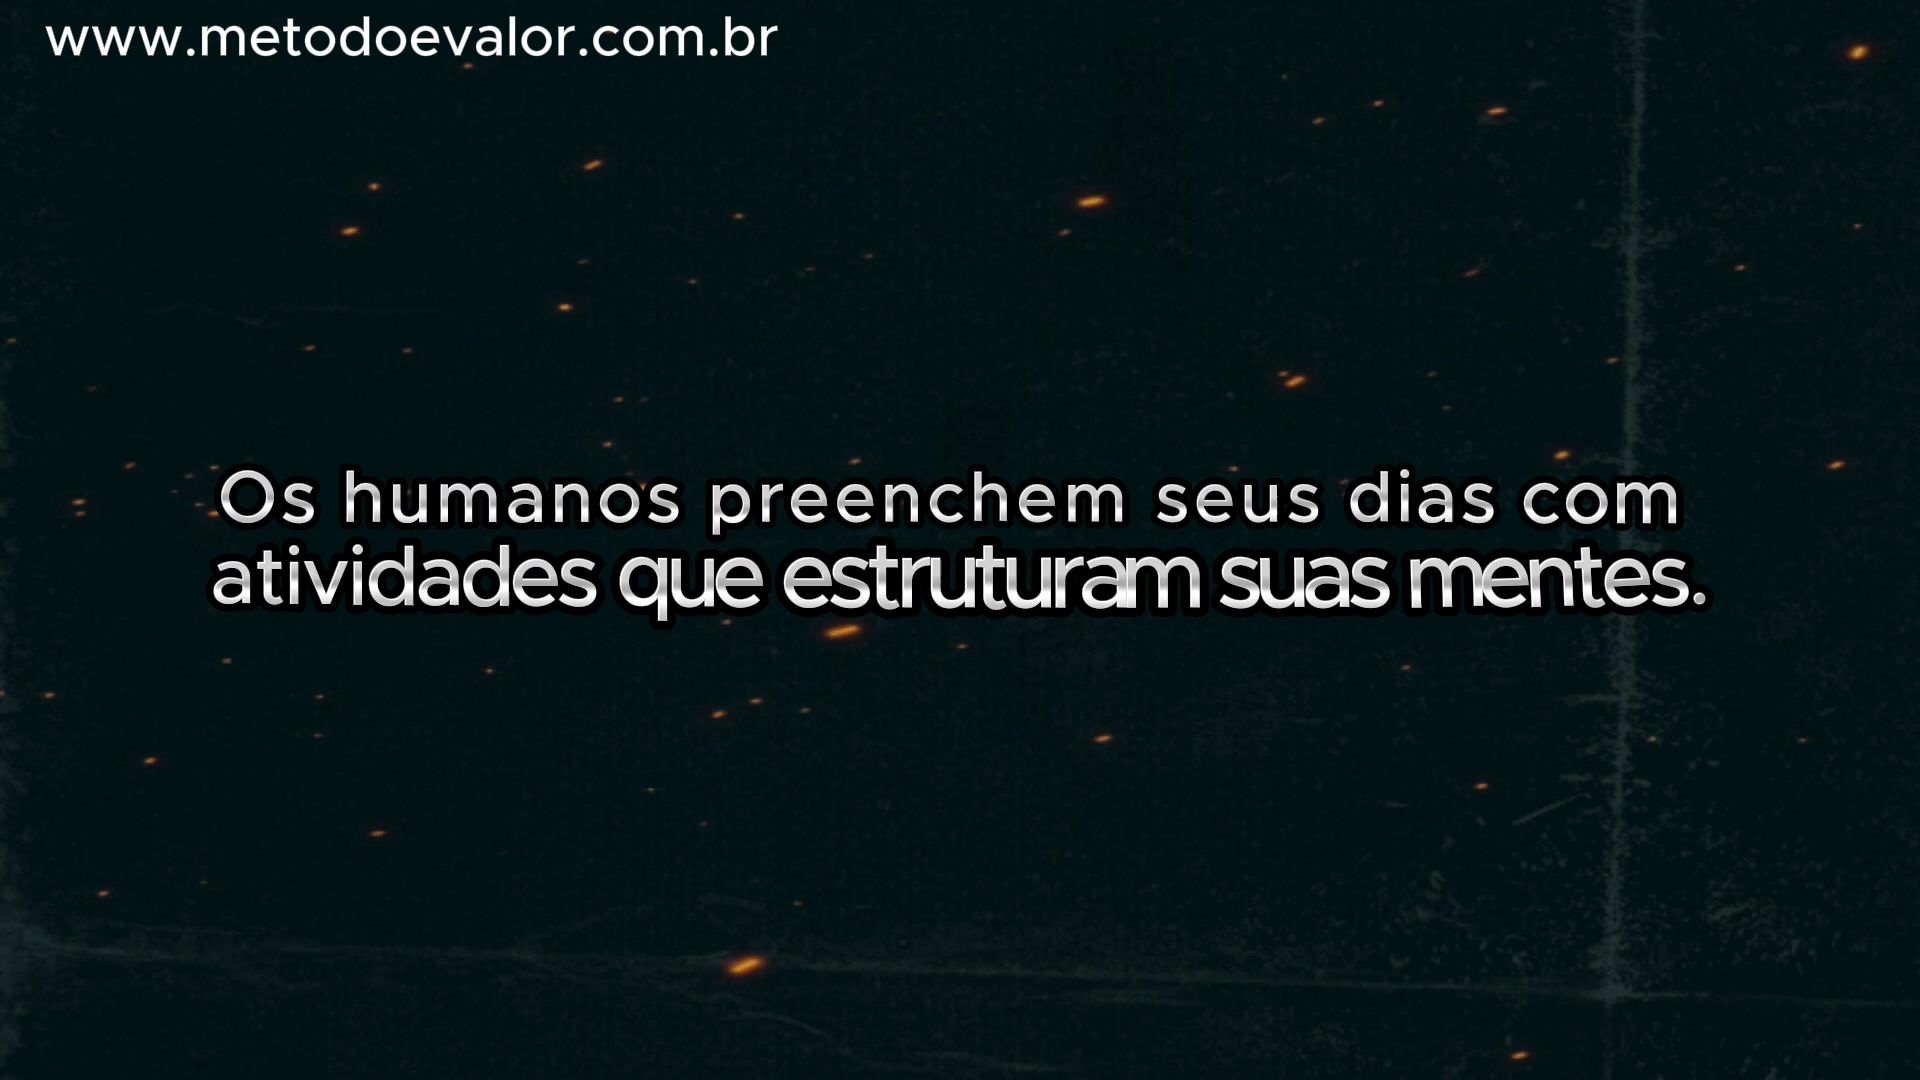 www.metodoevalor.com.br
Os humanos preenchem seus dias com
atividades que estruturam suas mentes.